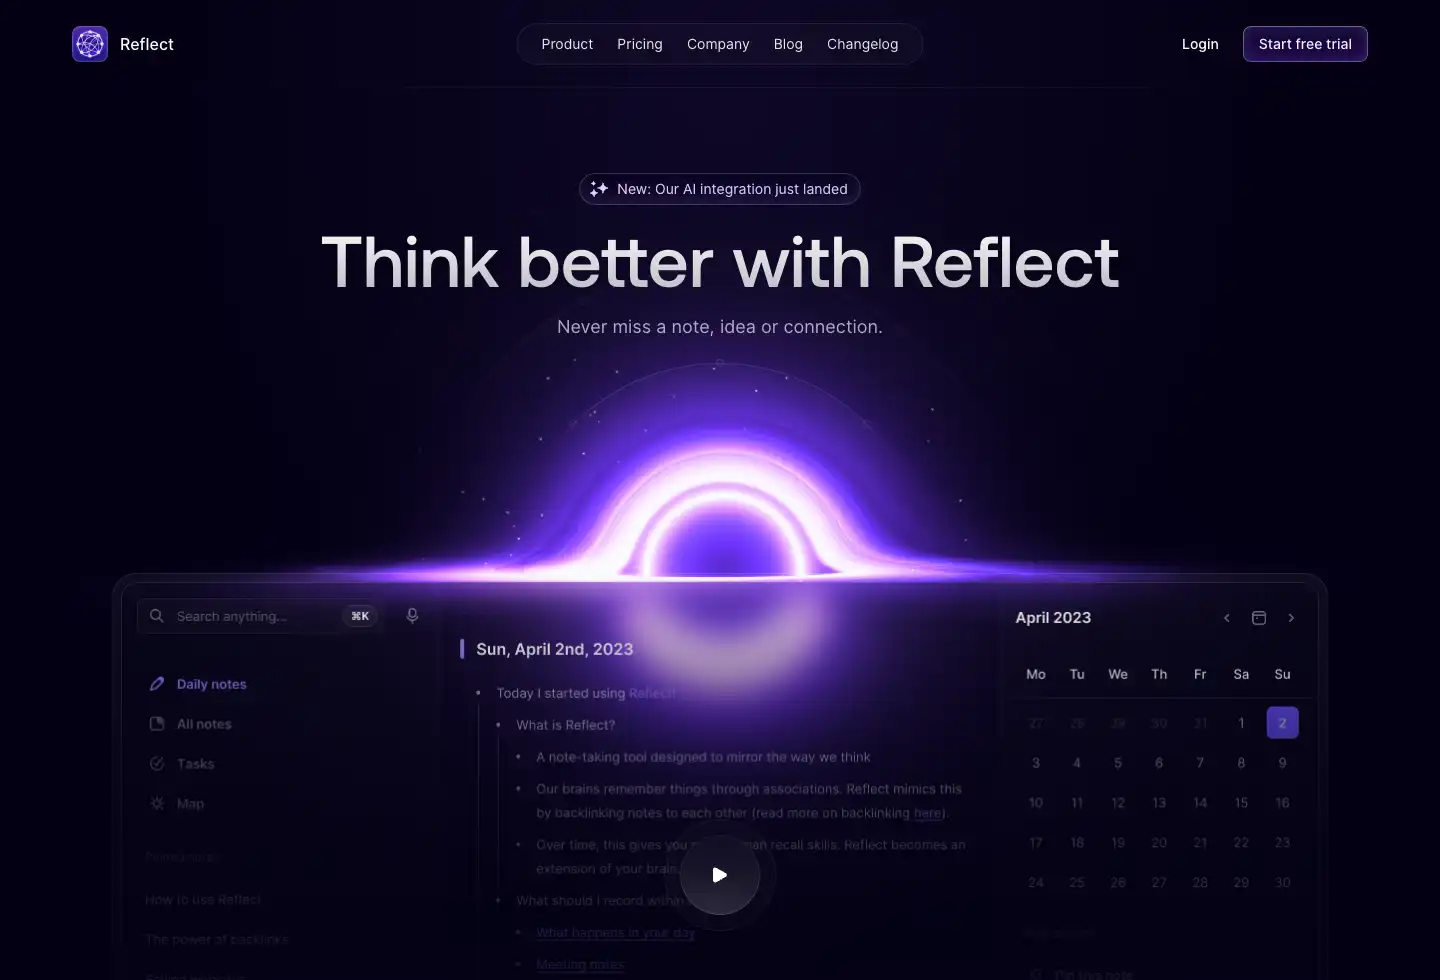 Reflect
Product Pricing Company Blog Changelog
Login
Start free trial
New: Our AI integration just landed
Think better with Reflect
Never miss a note, idea or connection.
Search anything...
⌘K
Daily notes
All notes
Tasks
Map
How to use Reflect
The power of backlinks
Sun, April 2nd, 2023
Today I started using Reflect!
What is Reflect?
A note-taking tool designed to mirror the way we think
Our brains remember things through associations. Reflect mimics this
by backlinking notes to each other (read more on backlinking here).
Over time, this gives you recall skills. Reflect becomes an
extension of your brain.
What should I record within
What happens in your day
Meeting notes
April 2023
Mo Tu We Th Fr Sa Su
27 28 29 30 31 1 2
3 4 5 6 7 8 9
10 11 12 13 14 15 16
17 18 19 20 21 22 23
24 25 26 27 28 29 30
Pin this note